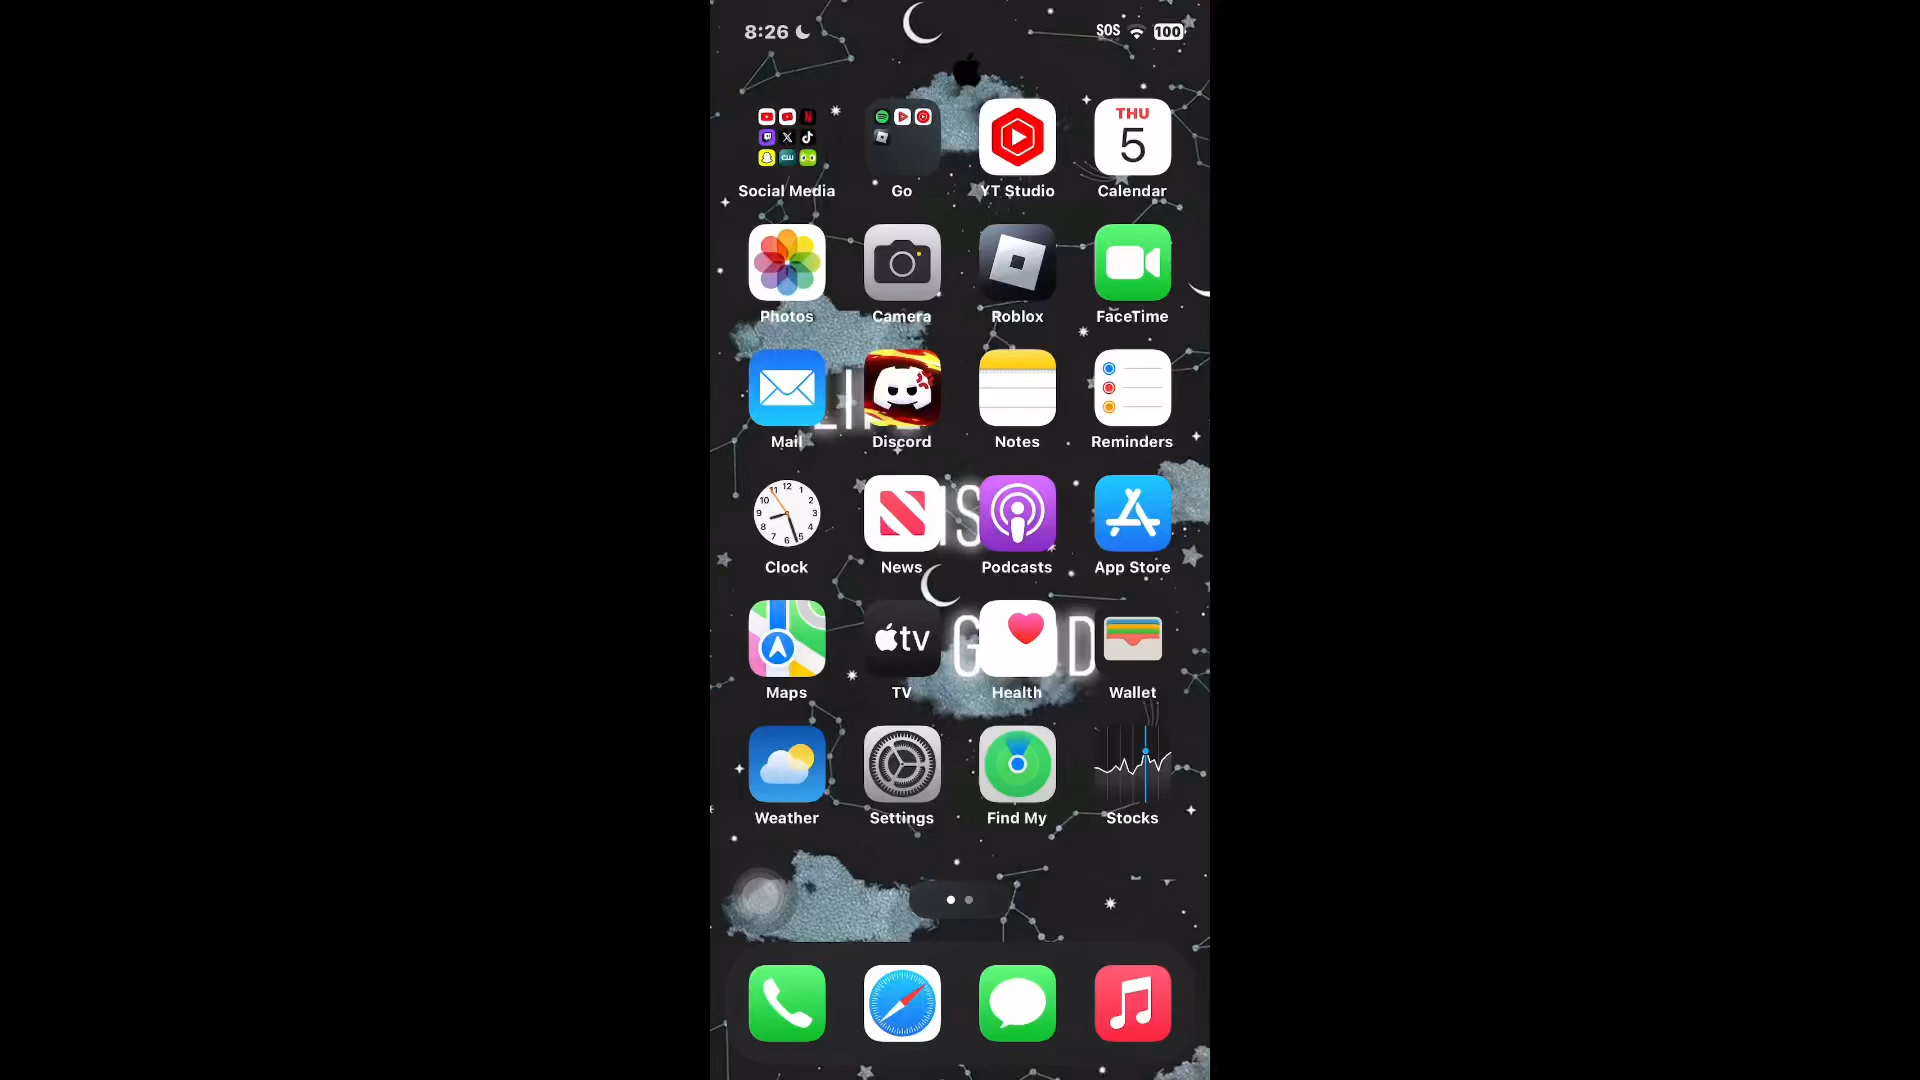 8:26 SOS 100
THU
5
Social Media Go YT Studio Calendar
Photos Camera Roblox FaceTime
Mail Discord Notes Reminders
Clock News Podcasts App Store
tv
Maps TV Health Wallet
Weather Settings Find My Stocks